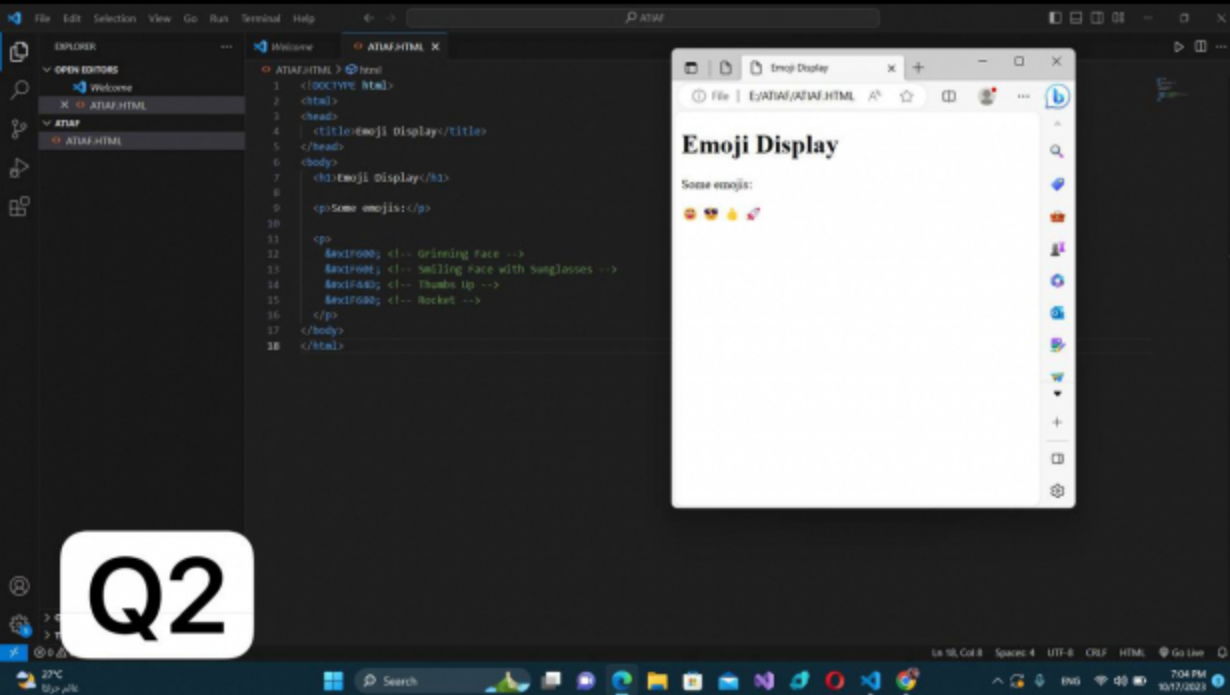 File Edit Selection View Go Run Terminal Help
ATIAF
EXPLORER
OPEN EDITORS
Welcome
ATIAF.HTML
ATIAF
ATIAF.HTML
Welcome
ATIAF.HTML
ATIAF.HTML > html
1 <!DOCTYPE html>
2 <html>
3 <head>
4 <title>Emoji Display</title>
5 </head>
6 <body>
7 <h1>Emoji Display</h1>
8
9 <p>Some emojis:</p>
10
11 <p>
12 &#x1F600; <!-- Grinning Face -->
13 &#x1F60E; <!-- Smiling Face with Sunglasses -->
14 &#x1F44D; <!-- Thumbs Up -->
15 &#x1F680; <!-- Rocket -->
16 </p>
17 </body>
18 </html>
Emoji Display
File | E:/ATIAF/ATIAF.HTML
Emoji Display
Some emojis:
Q2
Ln 18, Col 8 Spaces: 4 UTF-8 CRLF HTML Go Live
27°C
Search
ENG
7:04 PM
10/17/2023